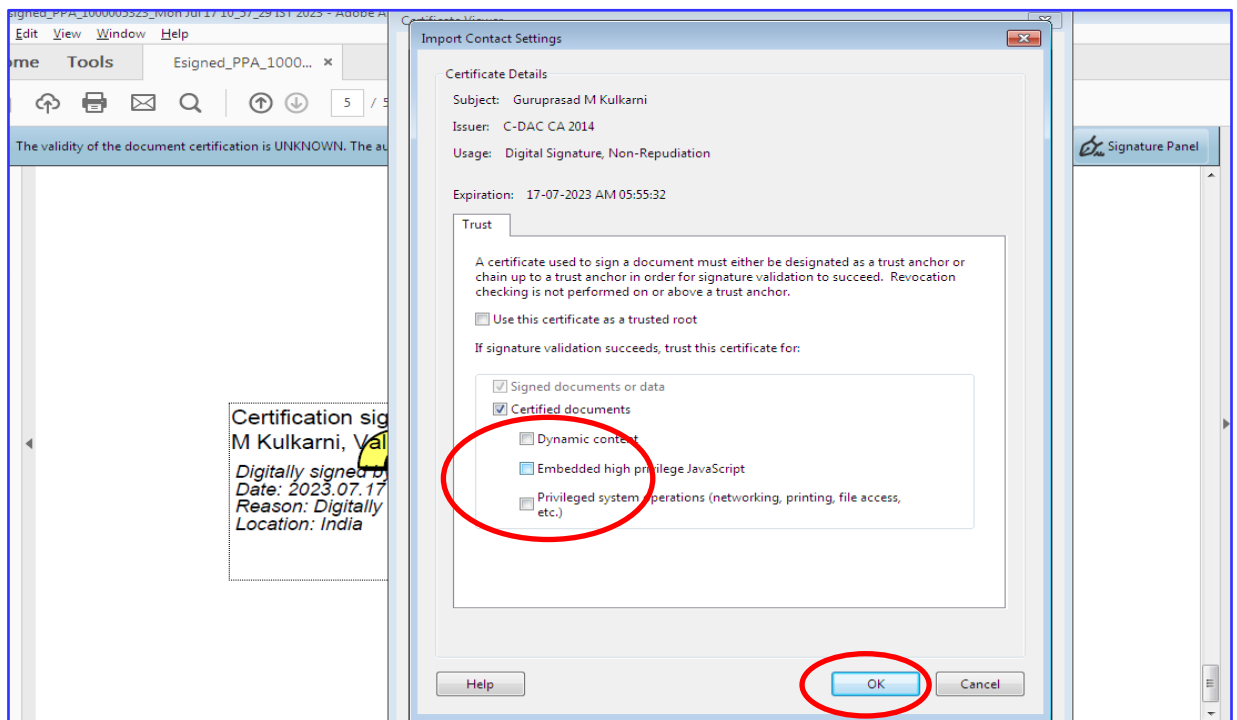 Esigned_PPA_1000005323_Mon Jul 17 10_57_29 IST 2023 - Adobe A
Certificate Viewer
Edit View Window Help
Import Contact Settings
ome Tools Esigned_PPA_1000... ×
5 / 5
The validity of the document certification is UNKNOWN. The au
Signature Panel
Certificate Details
Subject: Guruprasad M Kulkarni
Issuer: C-DAC CA 2014
Usage: Digital Signature, Non-Repudiation
Expiration: 17-07-2023 AM 05:55:32
Trust
A certificate used to sign a document must either be designated as a trust anchor or
chain up to a trust anchor in order for signature validation to succeed. Revocation
checking is not performed on or above a trust anchor.
Use this certificate as a trusted root
If signature validation succeeds, trust this certificate for:
Signed documents or data
Certified documents
Dynamic content
Embedded high privilege JavaScript
Privileged system operations (networking, printing, file access,
etc.)
Certification sig
M Kulkarni, Val
Digitally signed by
Date: 2023.07.17
Reason: Digitally
Location: India
Help OK Cancel